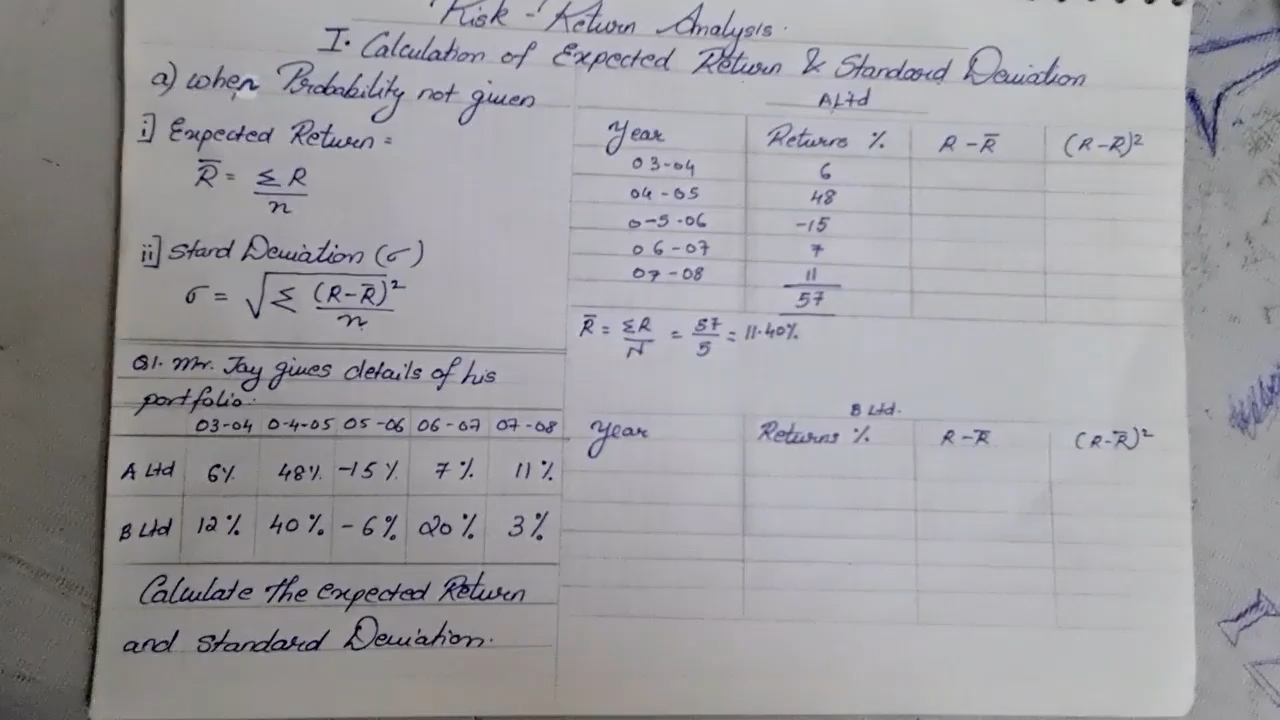 Risk - Return Analysis.
I. Calculation of Expected Return & Standard Deviation
a) when Probability not given
i] Expected Return =
R̄ = ΣR
n
ii] Stard Deviation (σ)
σ = √Σ (R-R̄)²
n
Q1. Mr. Jay gives details of his
portfolio:
03-04 0-4-05 05-06 06-07 07-08
A Ltd 6% 48% -15% 7% 11%
B Ltd 12% 40% -6% 20% 3%
Calculate the expected Return
and standard Deviation.
A Ltd
Year Returns % R-R̄ (R-R̄)²
03-04 6
04-05 48
0-5-06 -15
06-07 7
07-08 11
57
R̄ = ΣR = 57 = 11.40%
N 5
B Ltd.
Year Returns % R-R̄ (R-R̄)²